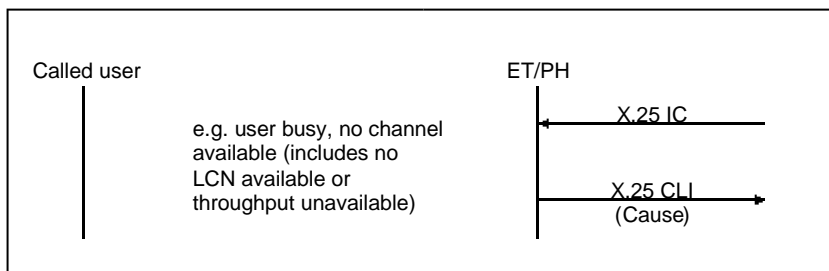 Called user
ET/PH
X.25 IC
e.g. user busy, no channel
available (includes no
LCN available or
throughput unavailable)
X.25 CLI
(Cause)